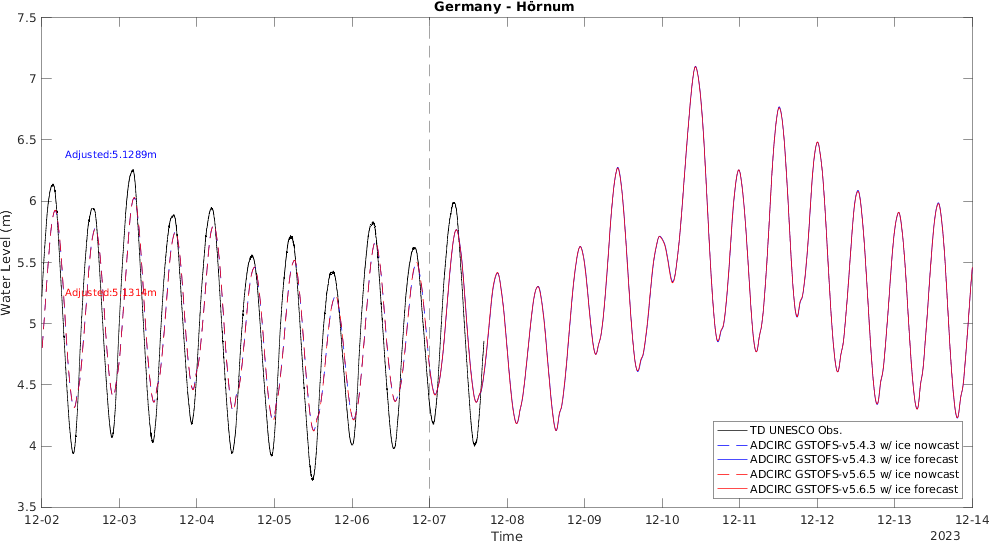 Germany - Hörnum
7.5
7
6.5
6
5.5
5
4.5
4
3.5
Water Level (m)
Adjusted:5.1289m
Adjusted:5.1314m
TD UNESCO Obs.
ADCIRC GSTOFS-v5.4.3 w/ ice nowcast
ADCIRC GSTOFS-v5.4.3 w/ ice forecast
ADCIRC GSTOFS-v5.6.5 w/ ice nowcast
ADCIRC GSTOFS-v5.6.5 w/ ice forecast
12-02 12-03 12-04 12-05 12-06 12-07 12-08 12-09 12-10 12-11 12-12 12-13 12-14
Time
2023